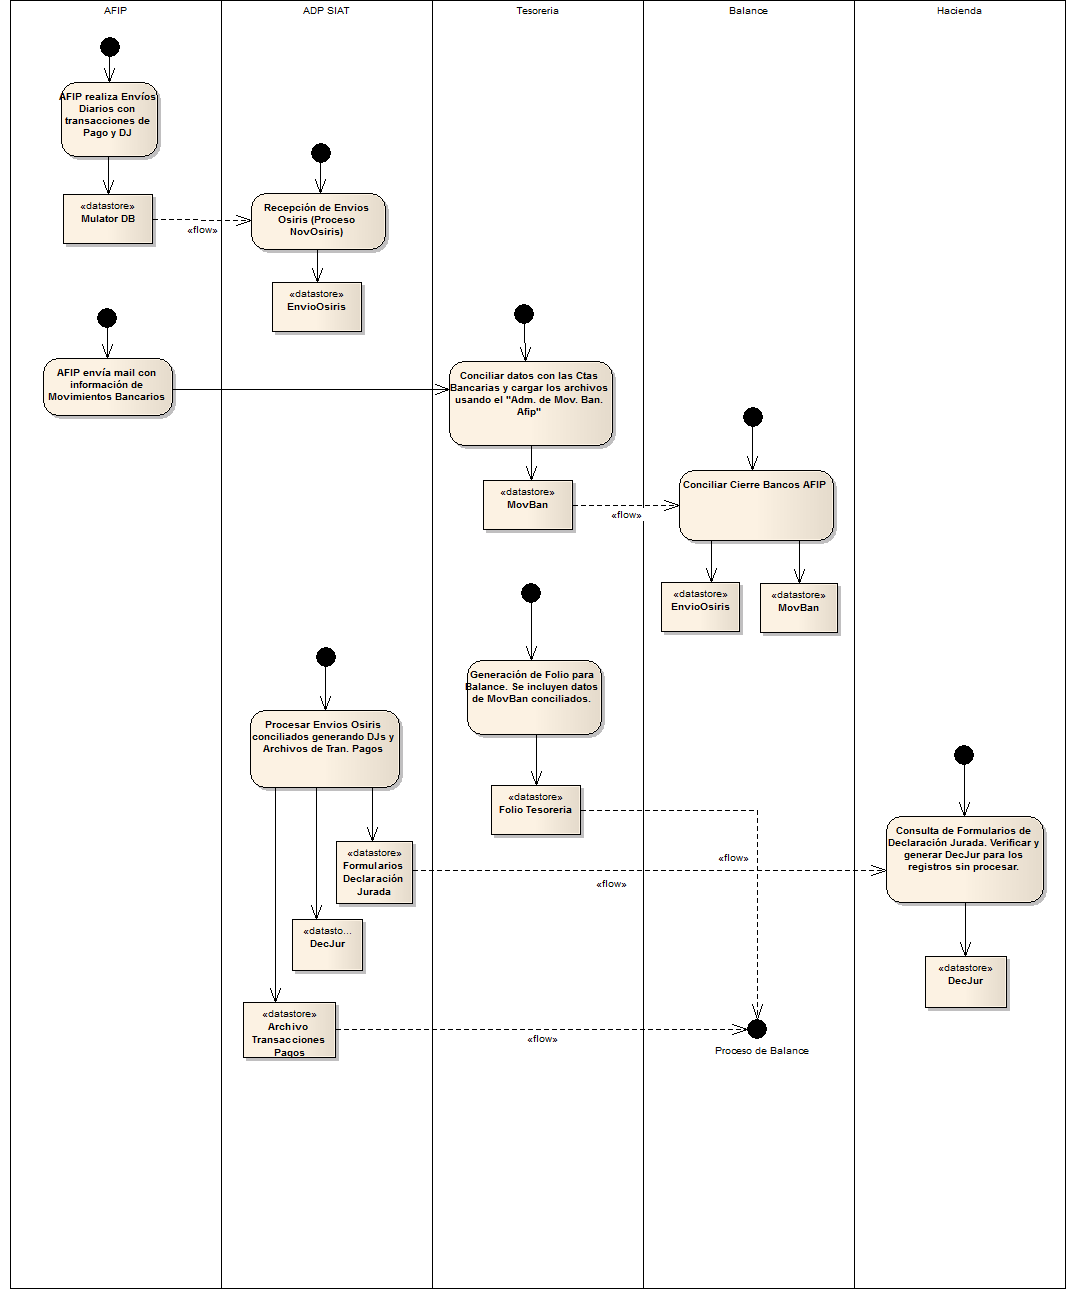 AFIP
ADP SIAT
Tesoreria
Balance
Hacienda
AFIP realiza Envíos
Diarios con
transacciones de
Pago y DJ
«datastore»
Mulator DB
«flow»
Recepción de Envios
Osiris (Proceso
NovOsiris)
«datastore»
EnvioOsiris
AFIP envía mail con
información de
Movimientos Bancarios
Conciliar datos con las Ctas
Bancarias y cargar los archivos
usando el "Adm. de Mov. Ban.
Afip"
«datastore»
MovBan
«flow»
Conciliar Cierre Bancos AFIP
«datastore»
EnvioOsiris
«datastore»
MovBan
Generación de Folio para
Balance. Se incluyen datos
de MovBan conciliados.
Procesar Envios Osiris
conciliados generando DJs y
Archivos de Tran. Pagos
«datastore»
Folio Tesoreria
«flow»
Consulta de Formularios de
Declaración Jurada. Verificar y
generar DecJur para los
registros sin procesar.
«datastore»
Formularios
Declaración
Jurada
«flow»
«datasto...
DecJur
«datastore»
DecJur
«datastore»
Archivo
Transacciones
Pagos
«flow»
Proceso de Balance